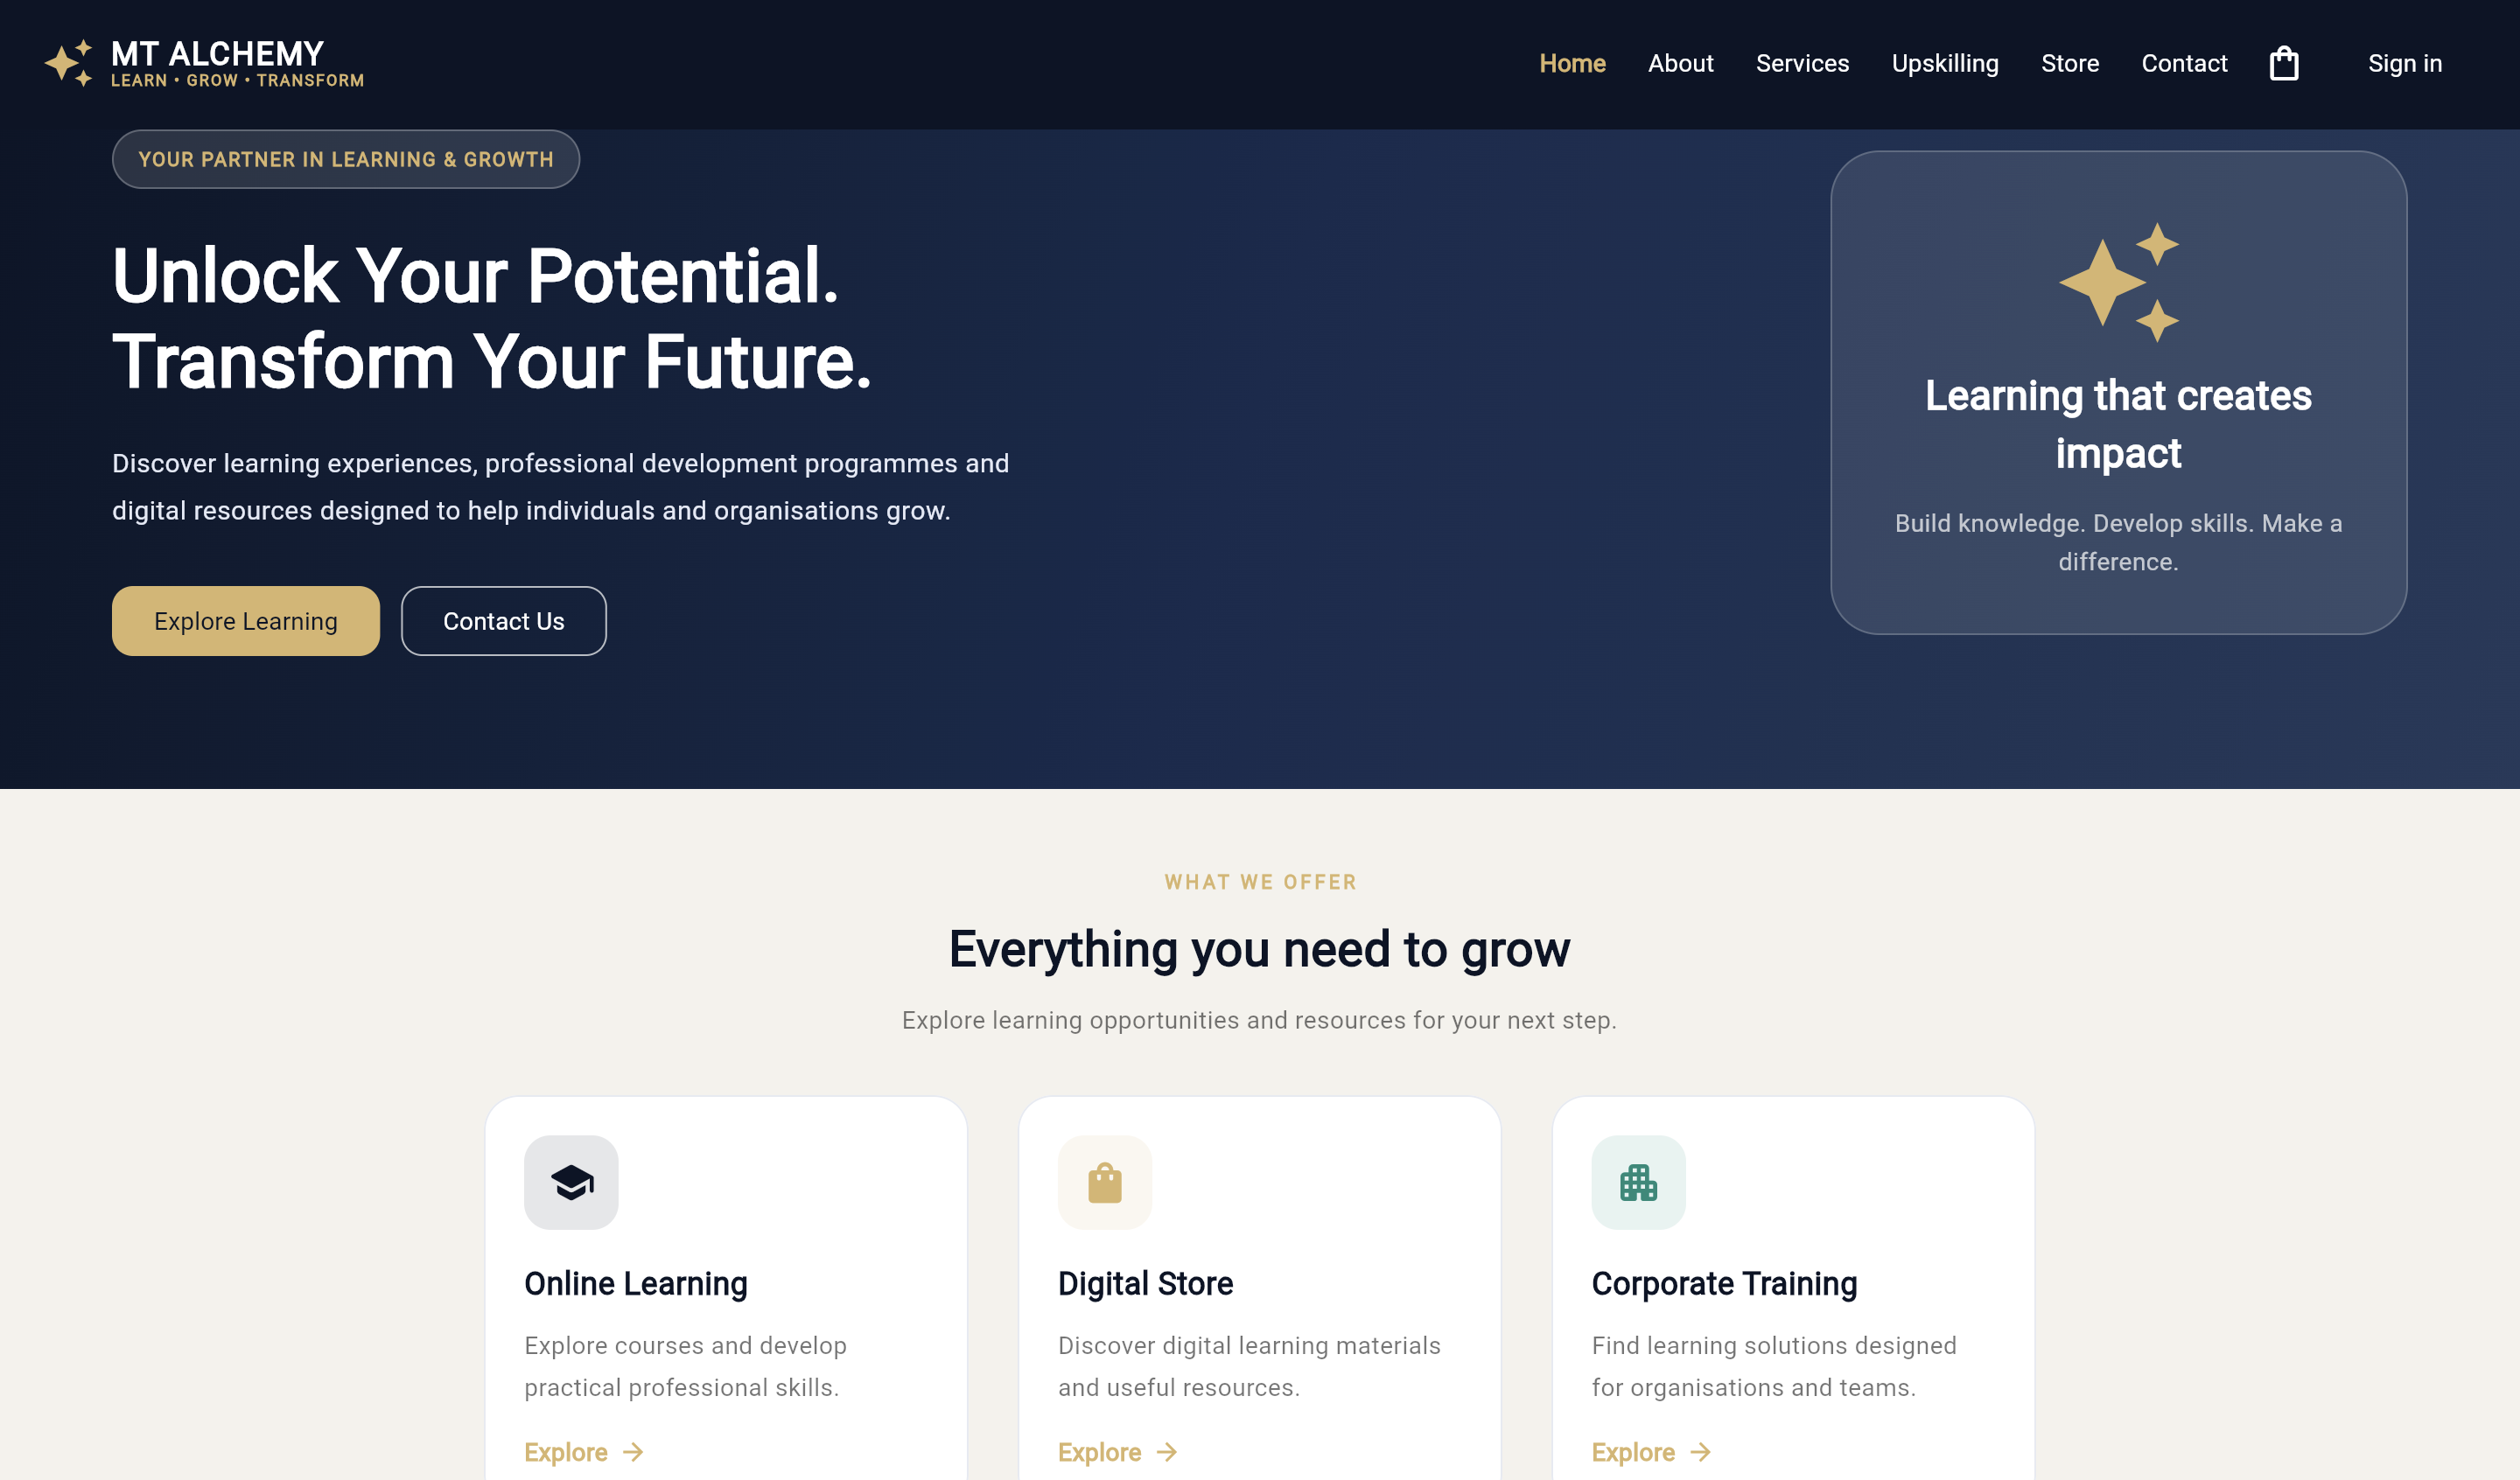 MT ALCHEMY
LEARN • GROW • TRANSFORM
Home About Services Upskilling Store Contact Sign in
YOUR PARTNER IN LEARNING & GROWTH
Unlock Your Potential.
Transform Your Future.
Discover learning experiences, professional development programmes and
digital resources designed to help individuals and organisations grow.
Explore Learning
Contact Us
Learning that creates
impact
Build knowledge. Develop skills. Make a
difference.
WHAT WE OFFER
Everything you need to grow
Explore learning opportunities and resources for your next step.
Online Learning
Explore courses and develop
practical professional skills.
Explore
Digital Store
Discover digital learning materials
and useful resources.
Explore
Corporate Training
Find learning solutions designed
for organisations and teams.
Explore